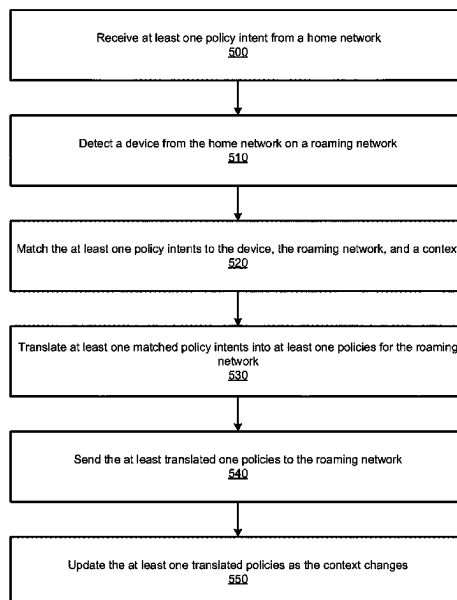 Receive at least one policy intent from a home network
500
Detect a device from the home network on a roaming network
510
Match the at least one policy intents to the device, the roaming network, and a context
520
Translate at least one matched policy intents into at least one policies for the roaming
network
530
Send the at least translated one policies to the roaming network
540
Update the at least one translated policies as the context changes
550